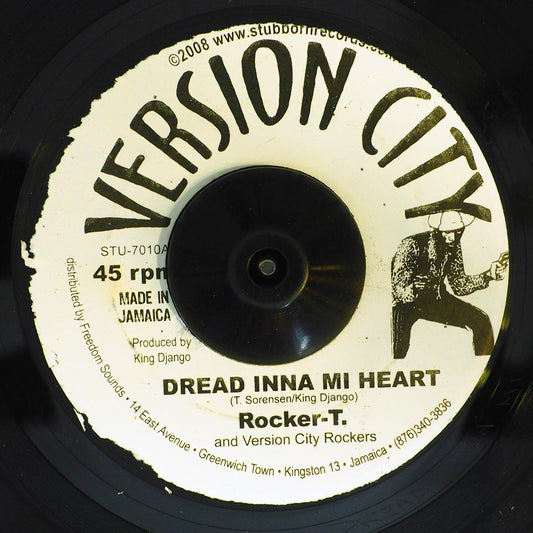 ©2008 www.stubbornrecords.com
VERSION CITY
STU-7010A
45 rpm
MADE IN
JAMAICA
Produced by
King Django
DREAD INNA MI HEART
(T. Sorensen/King Django)
Rocker-T.
and Version City Rockers
distributed by Freedom Sounds • 14 East Avenue • Greenwich Town • Kingston 13 • Jamaica • (876)340-3836